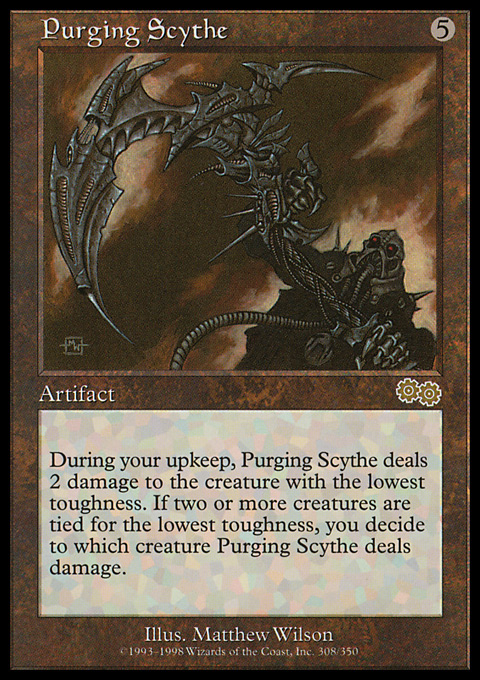 Purging Scythe 5
Artifact
During your upkeep, Purging Scythe deals
2 damage to the creature with the lowest
toughness. If two or more creatures are
tied for the lowest toughness, you decide
to which creature Purging Scythe deals
damage.
Illus. Matthew Wilson
©1993–1998 Wizards of the Coast, Inc. 308/350
MW